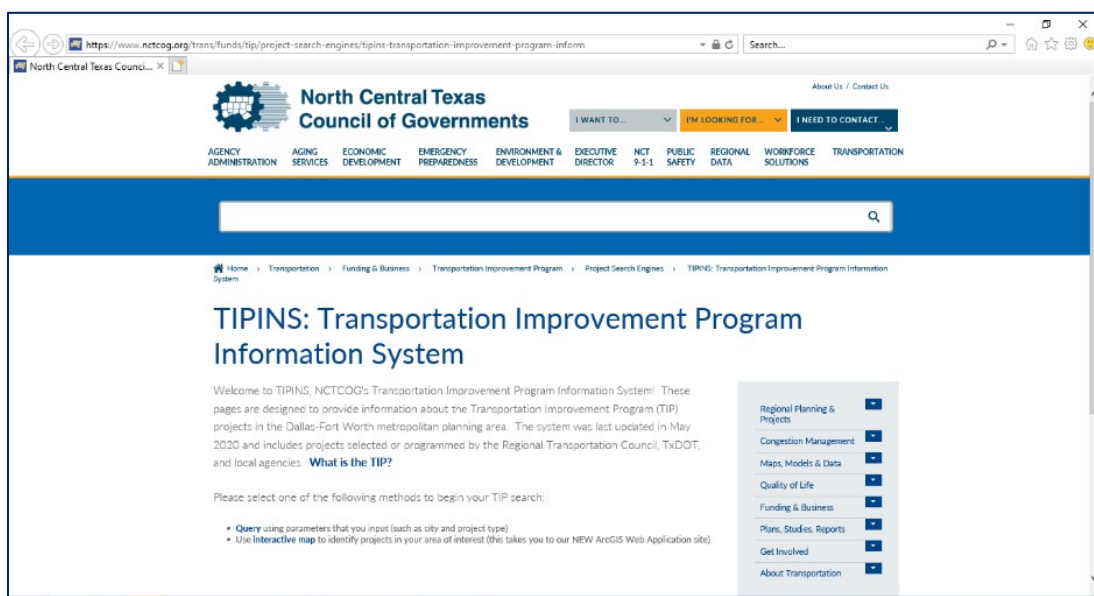 https://www.nctcog.org/trans/funds/tip/project-search-engines/tipins-transportation-improvement-program-inform
Search...
North Central Texas Counci...
About Us / Contact Us
North Central Texas
Council of Governments
I WANT TO...
I'M LOOKING FOR...
I NEED TO CONTACT...
AGENCY ADMINISTRATION
AGING SERVICES
ECONOMIC DEVELOPMENT
EMERGENCY PREPAREDNESS
ENVIRONMENT & DEVELOPMENT
EXECUTIVE DIRECTOR
NCT 9-1-1
PUBLIC SAFETY
REGIONAL DATA
WORKFORCE SOLUTIONS
TRANSPORTATION
Home > Transportation > Funding & Business > Transportation Improvement Program > Project Search Engines > TIPINS: Transportation Improvement Program Information
System
TIPINS: Transportation Improvement Program
Information System
Welcome to TIPINS, NCTCOG's Transportation Improvement Program Information System! These
pages are designed to provide information about the Transportation Improvement Program (TIP)
projects in the Dallas-Fort Worth metropolitan planning area. The system was last updated in May
2020 and includes projects selected or programmed by the Regional Transportation Council, TxDOT,
and local agencies. What is the TIP?
Please select one of the following methods to begin your TIP search:
• Query using parameters that you input (such as city and project type)
• Use interactive map to identify projects in your area of interest (this takes you to our NEW ArcGIS Web Application site)
Regional Planning &
Projects
Congestion Management
Maps, Models & Data
Quality of Life
Funding & Business
Plans, Studies, Reports
Get Involved
About Transportation